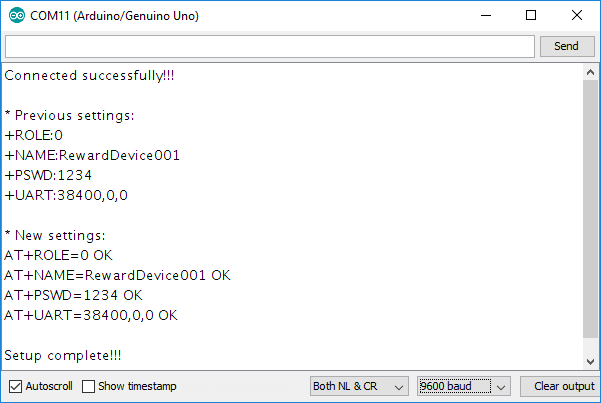 COM11 (Arduino/Genuino Uno)
Send
Connected successfully!!!
* Previous settings:
+ROLE:0
+NAME:RewardDevice001
+PSWD:1234
+UART:38400,0,0
* New settings:
AT+ROLE=0 OK
AT+NAME=RewardDevice001 OK
AT+PSWD=1234 OK
AT+UART=38400,0,0 OK
Setup complete!!!
Autoscroll Show timestamp Both NL & CR 9600 baud Clear output